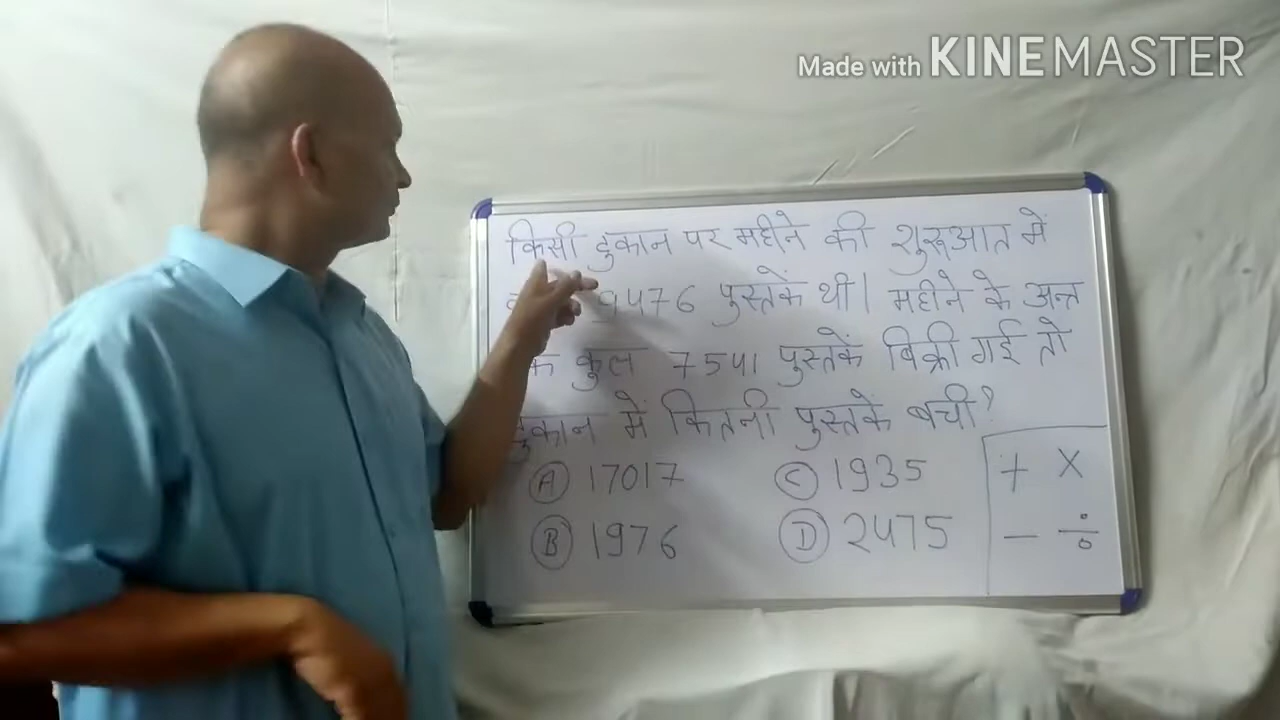 Made with KINEMASTER
किसी दुकान पर महीने की शुरुआत में
9476 पुस्तकें थी। महीने के अन्त
कुल 7541 पुस्तकें बिक्री गई तो
दुकान में कितनी पुस्तके बची?
A 17017 C 1935 + ×
B 1976 D 2475 − ÷